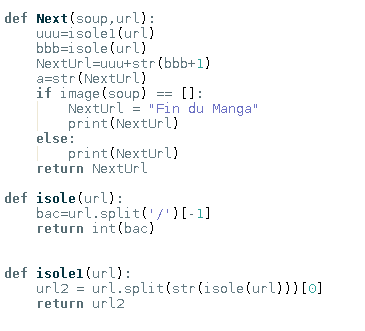 def Next(soup,url):
    uuu=isole1(url)
    bbb=isole(url)
    NextUrl=uuu+str(bbb+1)
    a=str(NextUrl)
    if image(soup) == []:
        NextUrl = "Fin du Manga"
        print(NextUrl)
    else:
        print(NextUrl)
    return NextUrl

def isole(url):
    bac=url.split('/')[-1]
    return int(bac)


def isole1(url):
    url2 = url.split(str(isole(url)))[0]
    return url2